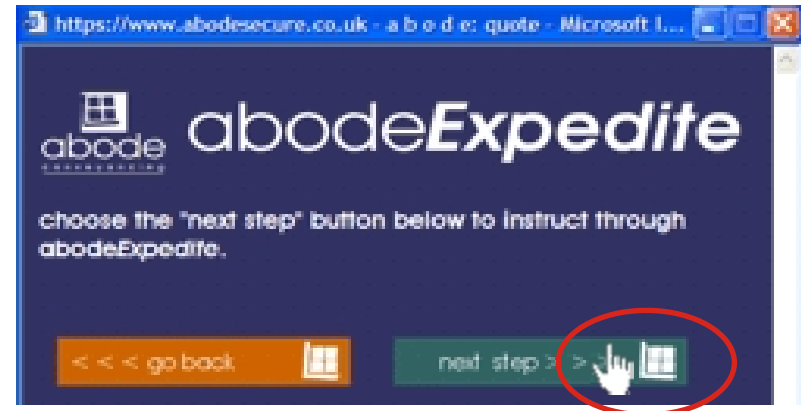 https://www.abodesecure.co.uk - a b o d e: quote - Microsoft I...
abode
conveyancing
abodeExpedite
choose the "next step" button below to instruct through
abodeExpedite.
< < < go back
next step > >